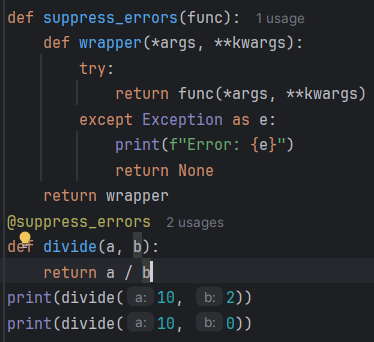 def suppress_errors(func):  1 usage
    def wrapper(*args, **kwargs):
        try:
            return func(*args, **kwargs)
        except Exception as e:
            print(f"Error: {e}")
            return None
    return wrapper
@suppress_errors  2 usages
def divide(a, b):
    return a / b
print(divide( a: 10,  b: 2))
print(divide( a: 10,  b: 0))